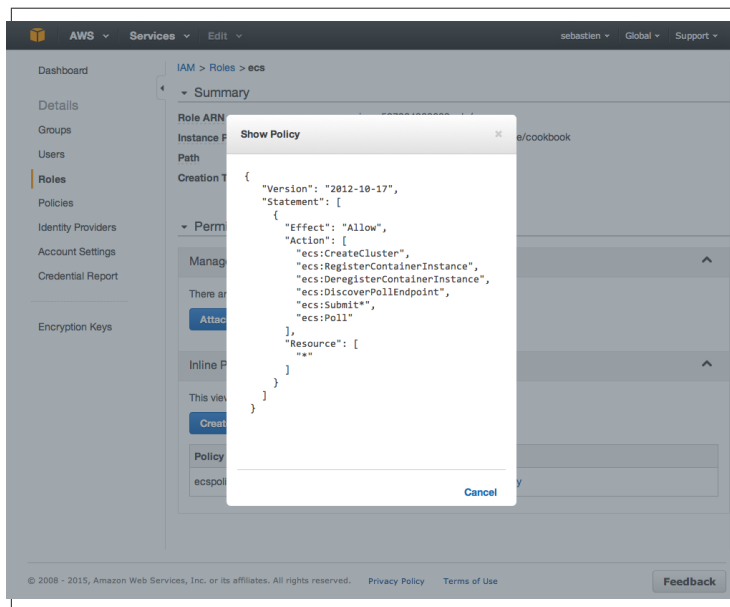 AWS Services Edit sebastien Global Support
Dashboard
Details
Groups
Users
Roles
Policies
Identity Providers
Account Settings
Credential Report
Encryption Keys
IAM > Roles > ecs
Summary
Role ARN
Instance P
e/cookbook
Path
Creation T
Permi
Manag
There ar
Attac
Inline P
This view
Creat
Policy
ecspoli
y
Show Policy ×
{
"Version": "2012-10-17",
"Statement": [
{
"Effect": "Allow",
"Action": [
"ecs:CreateCluster",
"ecs:RegisterContainerInstance",
"ecs:DeregisterContainerInstance",
"ecs:DiscoverPollEndpoint",
"ecs:Submit*",
"ecs:Poll"
],
"Resource": [
"*"
]
}
]
}
Cancel
© 2008 - 2015, Amazon Web Services, Inc. or its affiliates. All rights reserved. Privacy Policy Terms of Use Feedback